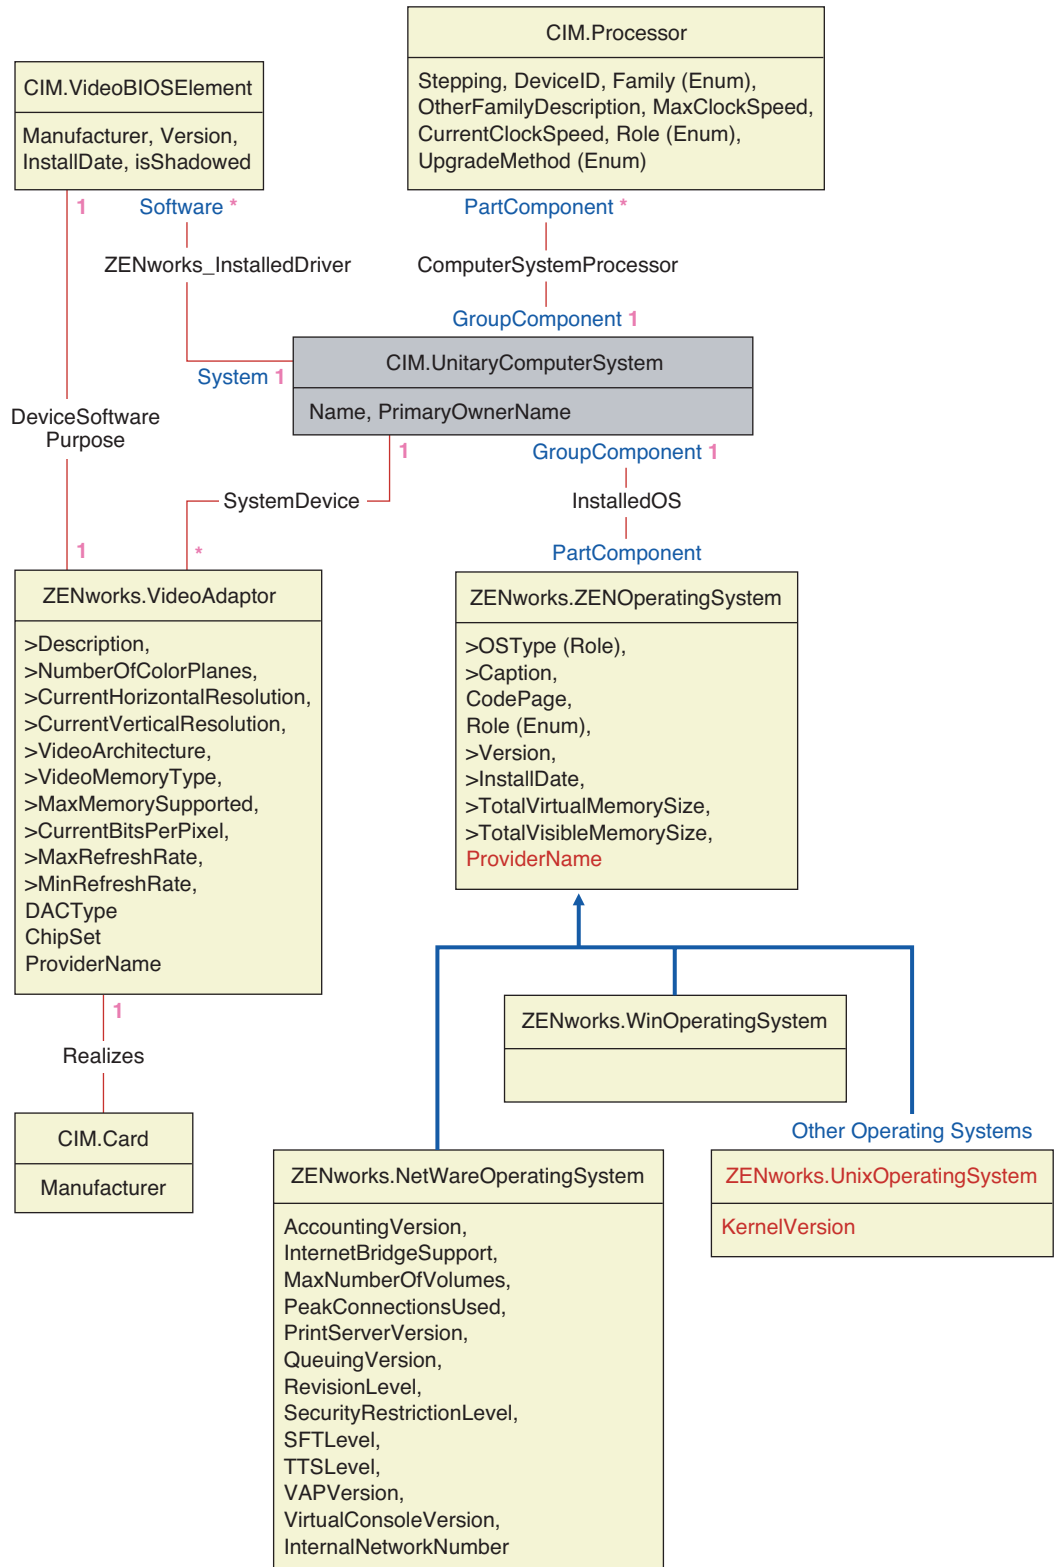 CIM.Processor
Stepping, DeviceID, Family (Enum),
OtherFamilyDescription, MaxClockSpeed,
CurrentClockSpeed, Role (Enum),
UpgradeMethod (Enum)
CIM.VideoBIOSElement
Manufacturer, Version,
InstallDate, isShadowed
1
Software *
PartComponent *
ZENworks_InstalledDriver
ComputerSystemProcessor
GroupComponent 1
CIM.UnitaryComputerSystem
Name, PrimaryOwnerName
System 1
DeviceSoftware
Purpose
1
GroupComponent 1
SystemDevice
InstalledOS
1
*
PartComponent
ZENworks.VideoAdaptor
>Description,
>NumberOfColorPlanes,
>CurrentHorizontalResolution,
>CurrentVerticalResolution,
>VideoArchitecture,
>VideoMemoryType,
>MaxMemorySupported,
>CurrentBitsPerPixel,
>MaxRefreshRate,
>MinRefreshRate,
DACType
ChipSet
ProviderName
ZENworks.ZENOperatingSystem
>OSType (Role),
>Caption,
CodePage,
Role (Enum),
>Version,
>InstallDate,
>TotalVirtualMemorySize,
>TotalVisibleMemorySize,
ProviderName
1
Realizes
CIM.Card
Manufacturer
ZENworks.WinOperatingSystem
Other Operating Systems
ZENworks.NetWareOperatingSystem
AccountingVersion,
InternetBridgeSupport,
MaxNumberOfVolumes,
PeakConnectionsUsed,
PrintServerVersion,
QueuingVersion,
RevisionLevel,
SecurityRestrictionLevel,
SFTLevel,
TTSLevel,
VAPVersion,
VirtualConsoleVersion,
InternalNetworkNumber
ZENworks.UnixOperatingSystem
KernelVersion